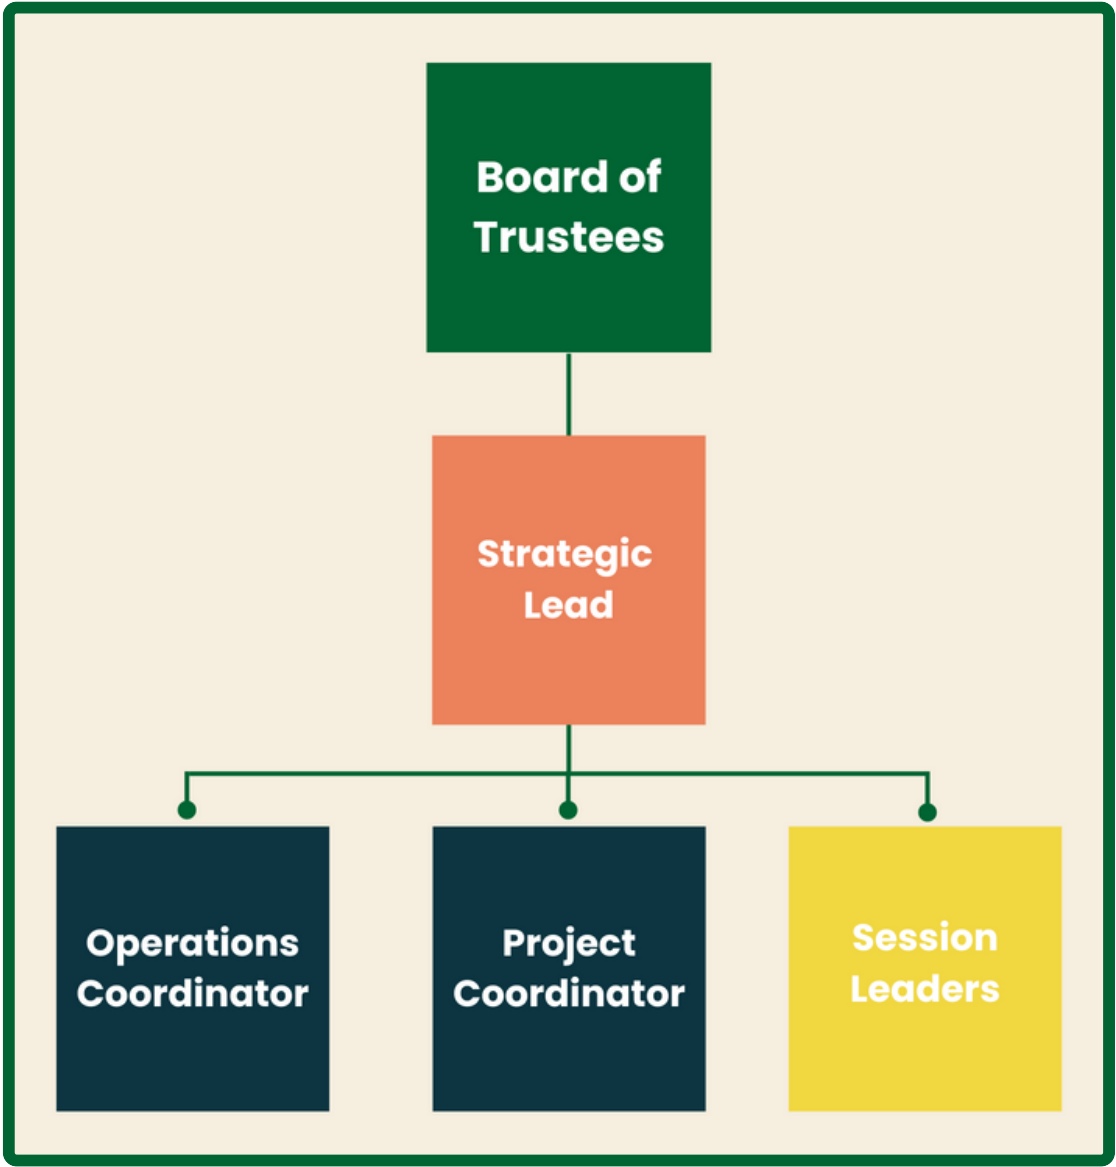 Board of
Trustees
Strategic
Lead
Operations
Coordinator
Project
Coordinator
Session
Leaders